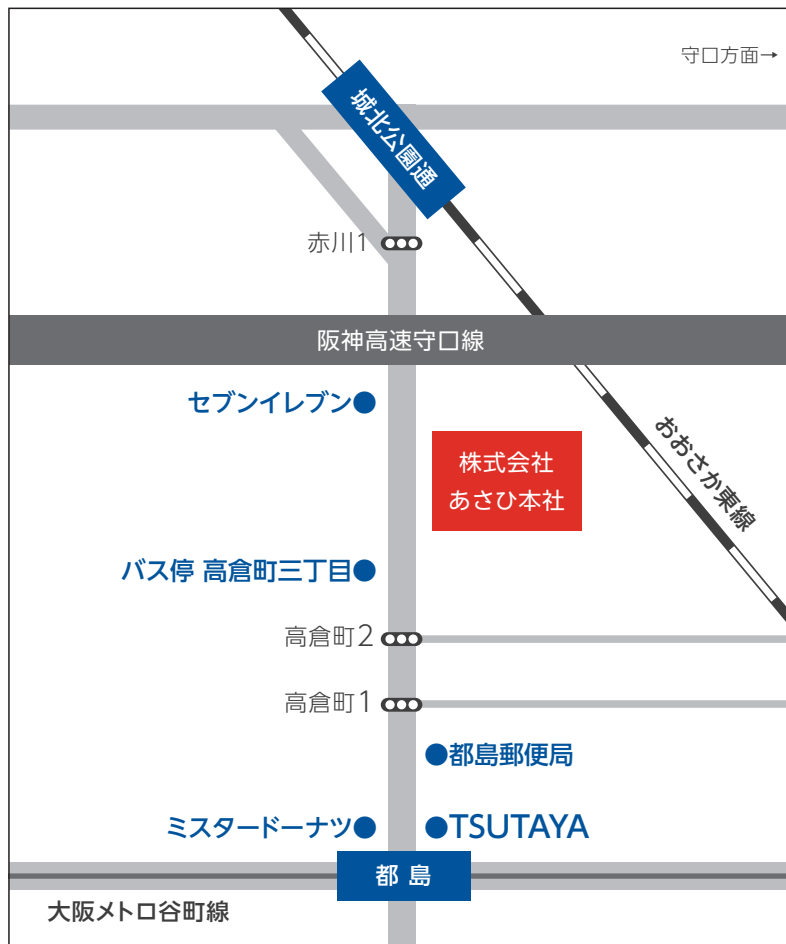 守口方面→
城北公園通
赤川1
阪神高速守口線
セブンイレブン
株式会社
あさひ本社
おおさか東線
バス停 高倉町三丁目
高倉町2
高倉町1
都島郵便局
ミスタードーナツ
TSUTAYA
都島
大阪メトロ谷町線